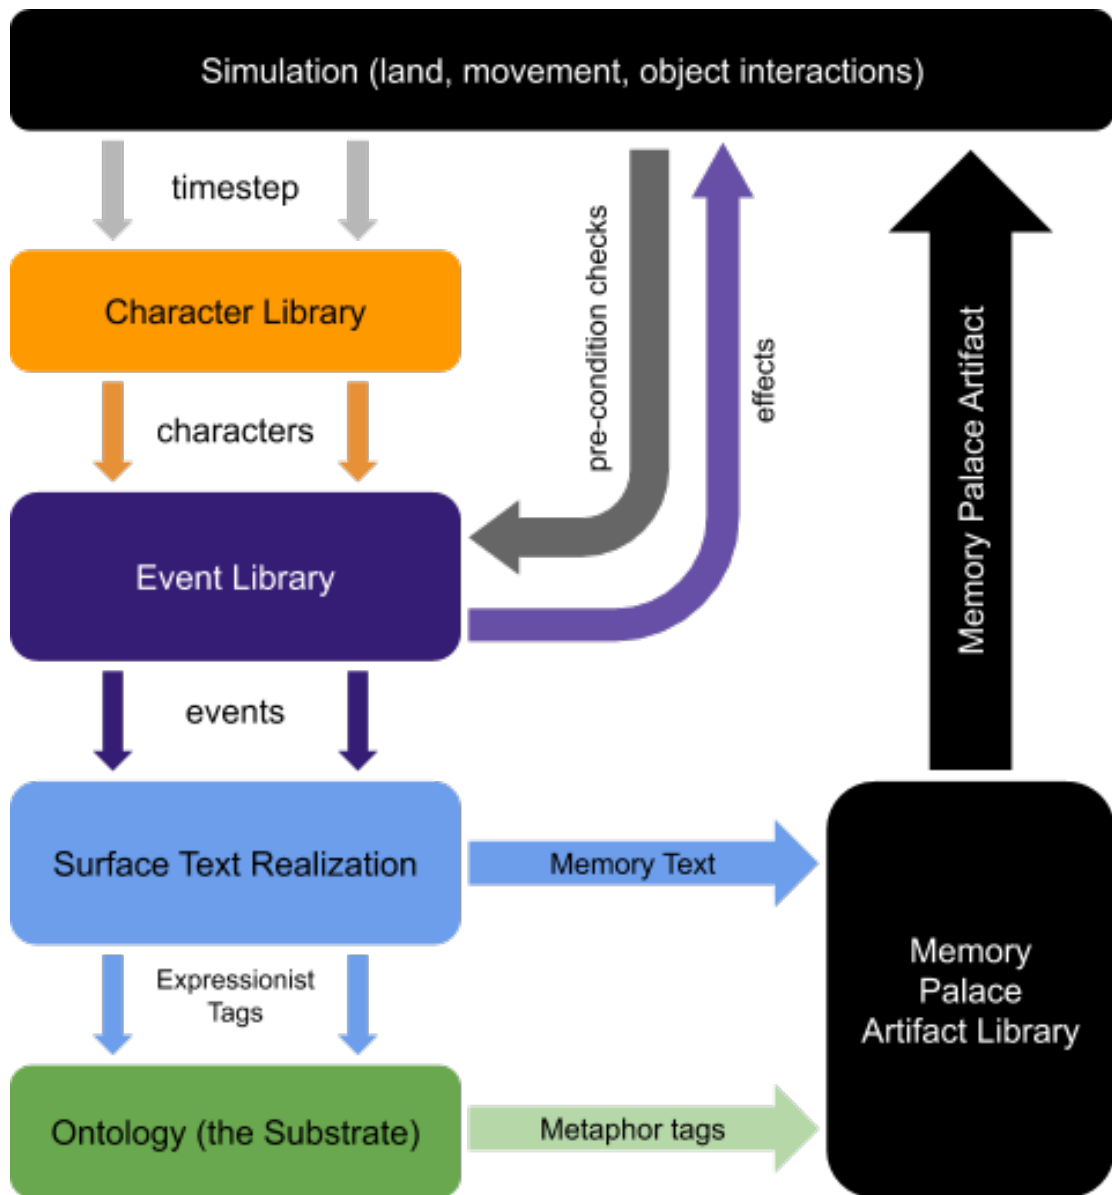 Simulation (land, movement, object interactions)
timestep
Character Library
pre-condition checks
effects
Memory Palace Artifact
characters
Event Library
events
Surface Text Realization
Memory Text
Expressionist
Tags
Memory
Palace
Artifact Library
Ontology (the Substrate)
Metaphor tags